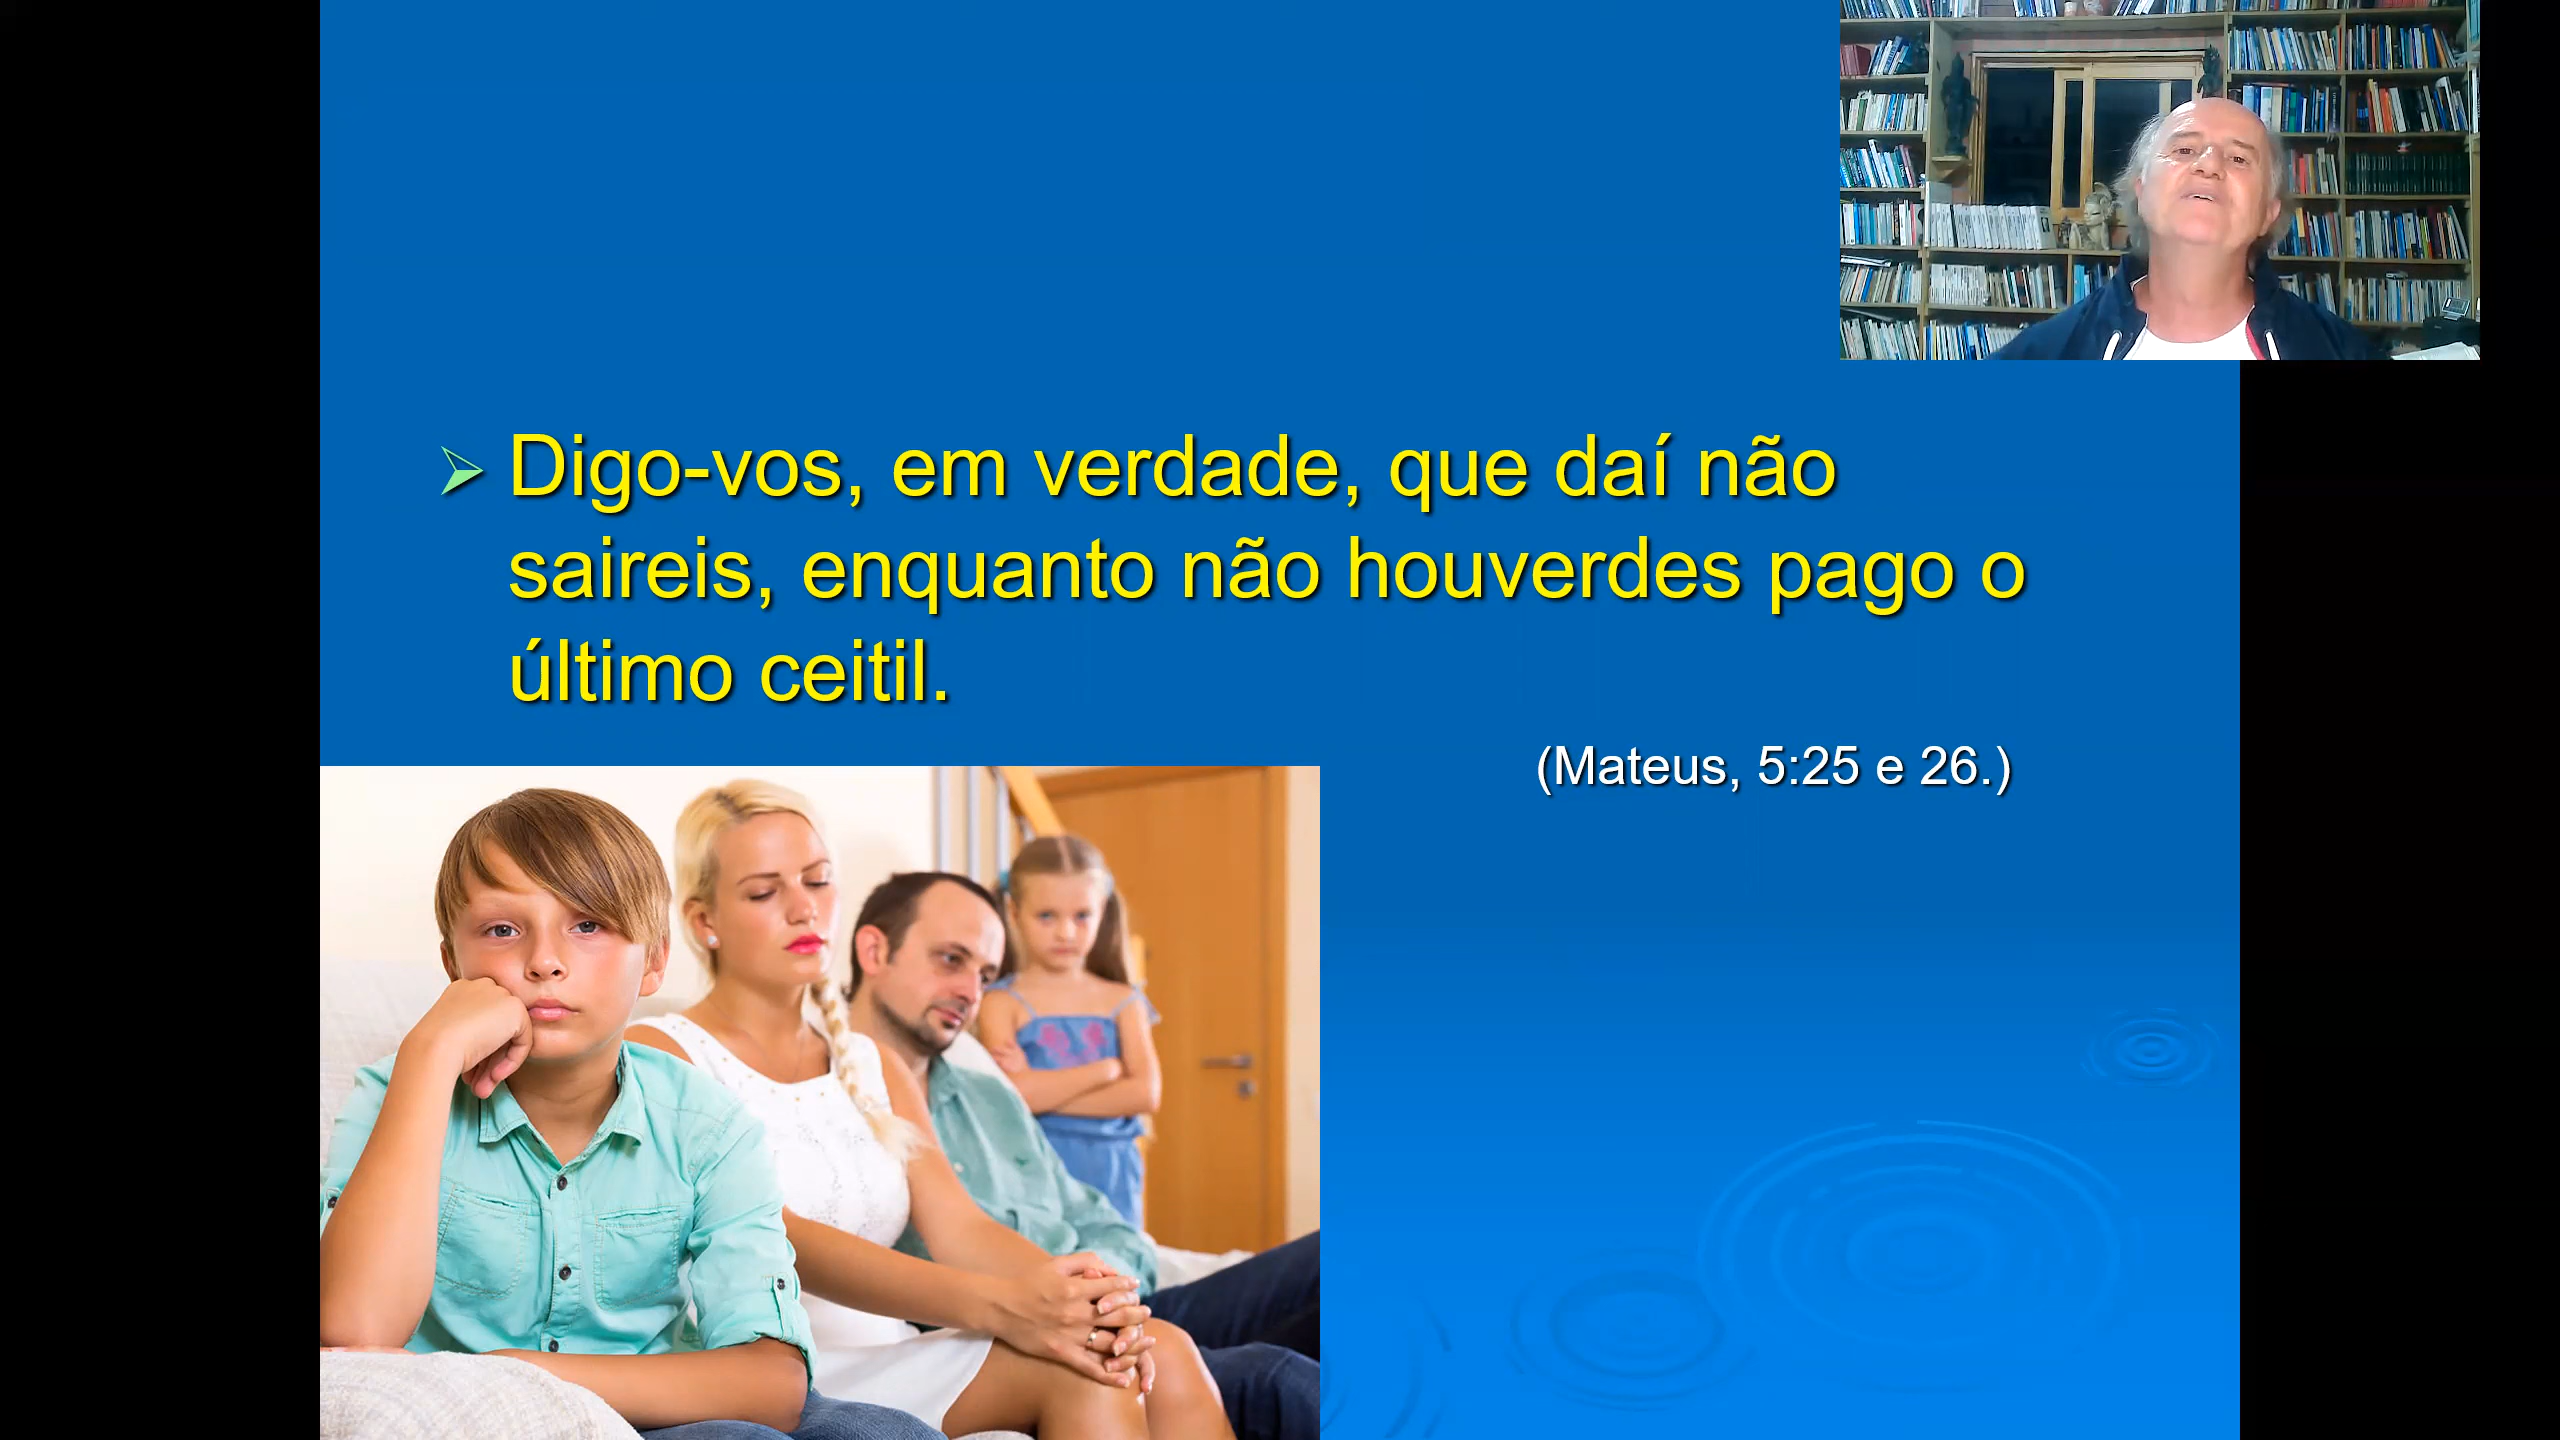 Digo-vos, em verdade, que daí não
saireis, enquanto não houverdes pago o
último ceitil.
(Mateus, 5:25 e 26.)